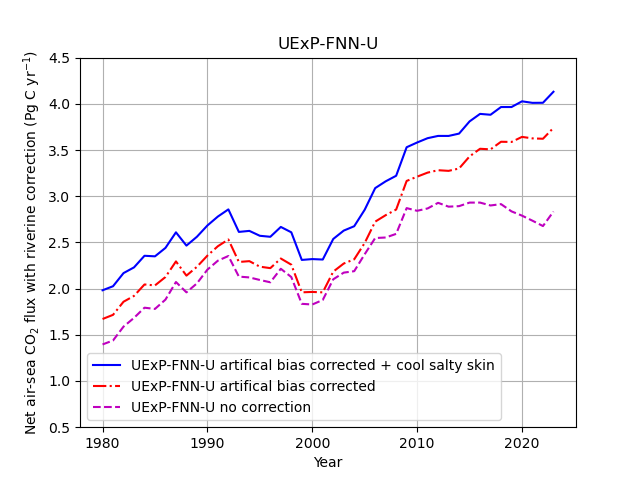 UExP-FNN-U
Net air-sea CO₂ flux with riverine correction (Pg C yr⁻¹)
4.5
4.0
3.5
3.0
2.5
2.0
1.5
1.0
0.5
UExP-FNN-U artifical bias corrected + cool salty skin
UExP-FNN-U artifical bias corrected
UExP-FNN-U no correction
1980 1990 2000 2010 2020
Year